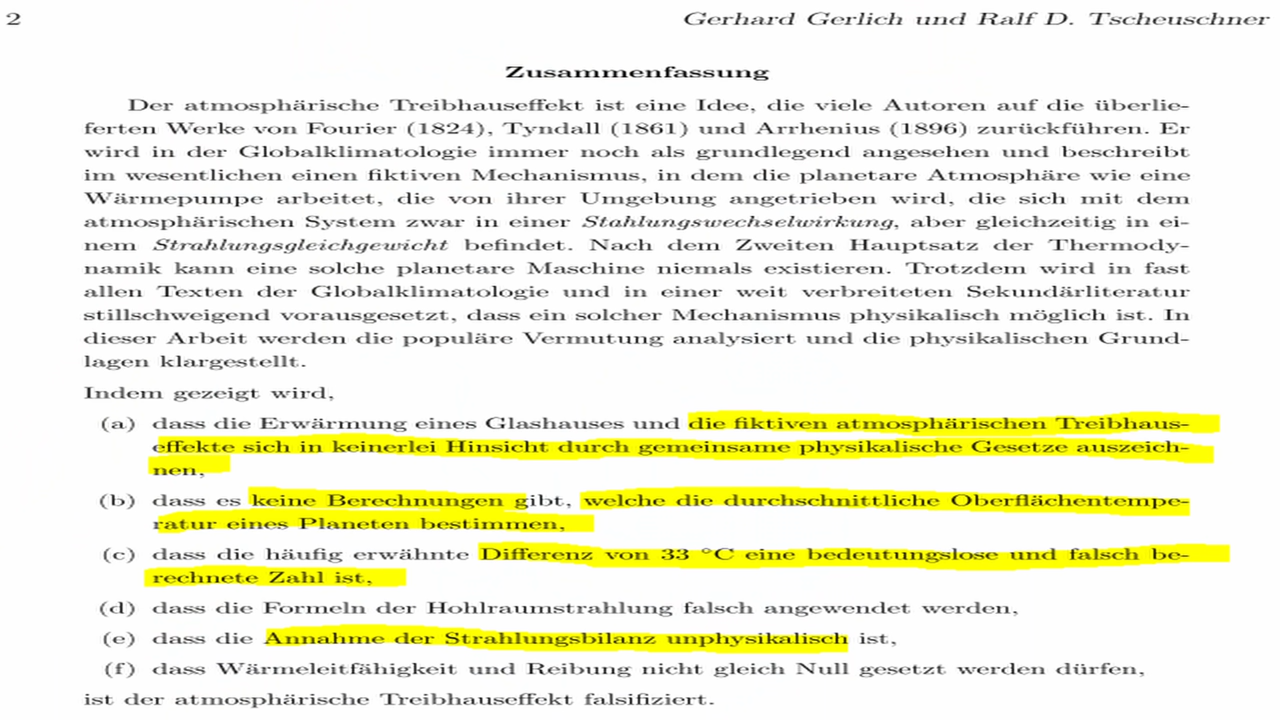 2
Gerhard Gerlich und Ralf D. Tscheuschner
Zusammenfassung
Der atmosphärische Treibhauseffekt ist eine Idee, die viele Autoren auf die überlie-
ferten Werke von Fourier (1824), Tyndall (1861) und Arrhenius (1896) zurückführen. Er
wird in der Globalklimatologie immer noch als grundlegend angesehen und beschreibt
im wesentlichen einen fiktiven Mechanismus, in dem die planetare Atmosphäre wie eine
Wärmepumpe arbeitet, die von ihrer Umgebung angetrieben wird, die sich mit dem
atmosphärischen System zwar in einer Stahlungswechselwirkung, aber gleichzeitig in ei-
nem Strahlungsgleichgewicht befindet. Nach dem Zweiten Hauptsatz der Thermody-
namik kann eine solche planetare Maschine niemals existieren. Trotzdem wird in fast
allen Texten der Globalklimatologie und in einer weit verbreiteten Sekundärliteratur
stillschweigend vorausgesetzt, dass ein solcher Mechanismus physikalisch möglich ist. In
dieser Arbeit werden die populäre Vermutung analysiert und die physikalischen Grund-
lagen klargestellt.
Indem gezeigt wird,
(a) dass die Erwärmung eines Glashauses und die fiktiven atmosphärischen Treibhaus-
effekte sich in keinerlei Hinsicht durch gemeinsame physikalische Gesetze auszeich-
nen,
(b) dass es keine Berechnungen gibt, welche die durchschnittliche Oberflächentempe-
ratur eines Planeten bestimmen,
(c) dass die häufig erwähnte Differenz von 33 °C eine bedeutungslose und falsch be-
rechnete Zahl ist,
(d) dass die Formeln der Hohlraumstrahlung falsch angewendet werden,
(e) dass die Annahme der Strahlungsbilanz unphysikalisch ist,
(f) dass Wärmeleitfähigkeit und Reibung nicht gleich Null gesetzt werden dürfen,
ist der atmosphärische Treibhauseffekt falsifiziert.